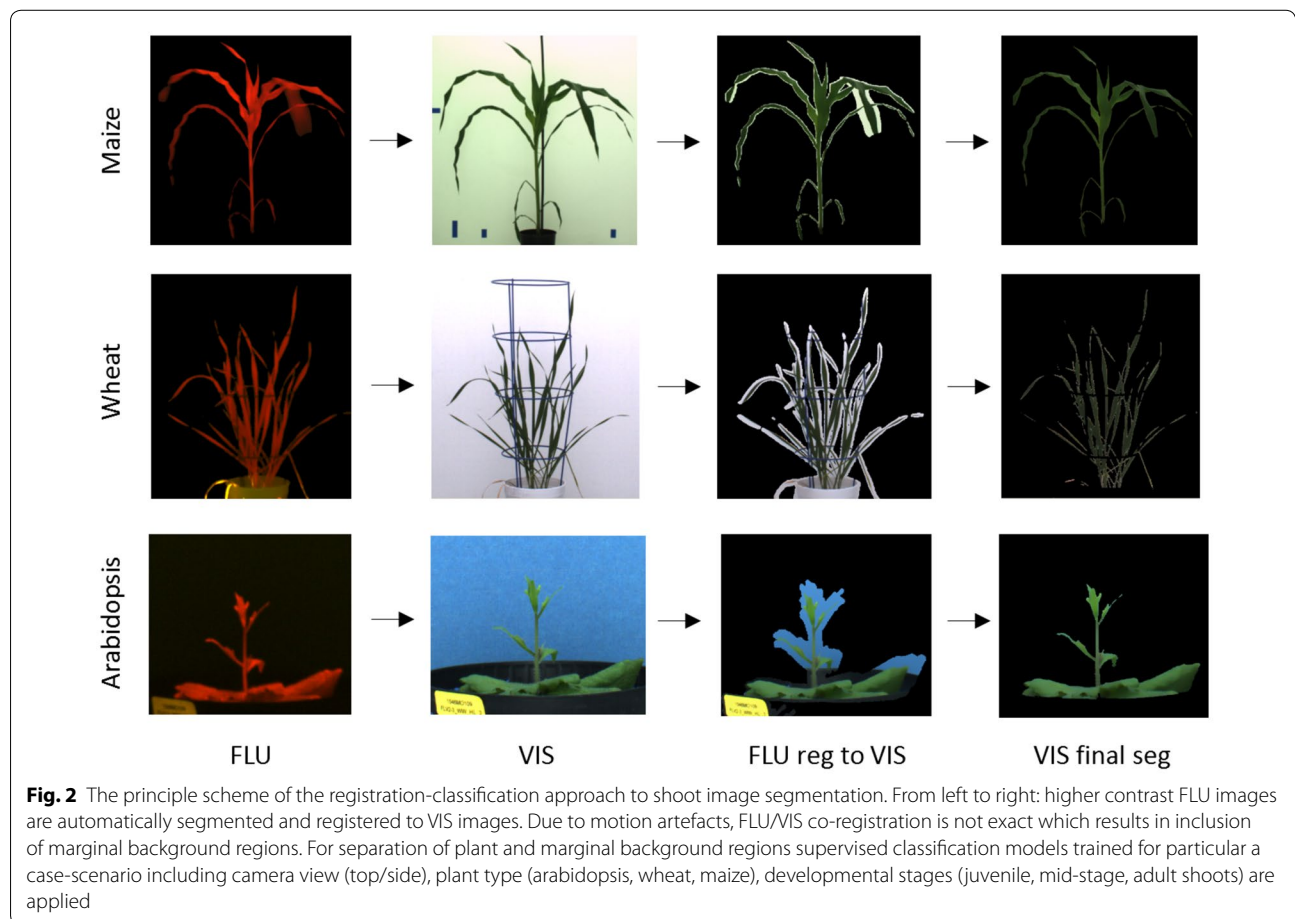 Maize
Wheat
Arabidopsis
FLU
VIS
FLU reg to VIS
VIS final seg
Fig. 2 The principle scheme of the registration-classification approach to shoot image segmentation. From left to right: higher contrast FLU images
are automatically segmented and registered to VIS images. Due to motion artefacts, FLU/VIS co-registration is not exact which results in inclusion
of marginal background regions. For separation of plant and marginal background regions supervised classification models trained for particular a
case-scenario including camera view (top/side), plant type (arabidopsis, wheat, maize), developmental stages (juvenile, mid-stage, adult shoots) are
applied